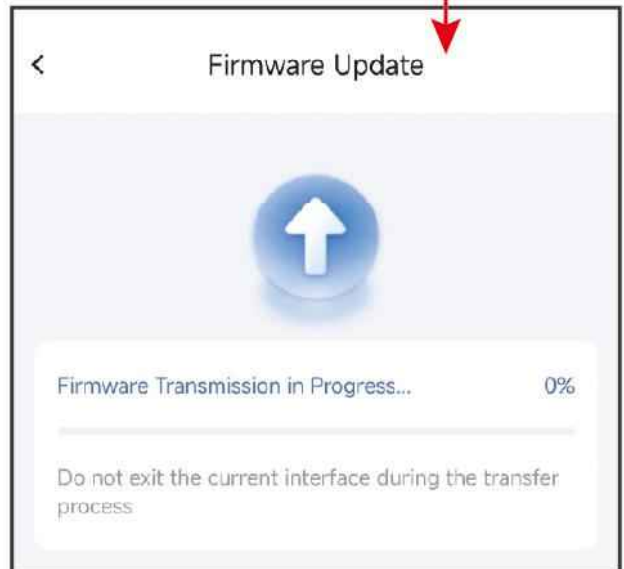 Firmware Update
Firmware Transmission in Progress... 0%
Do not exit the current interface during the transfer
process